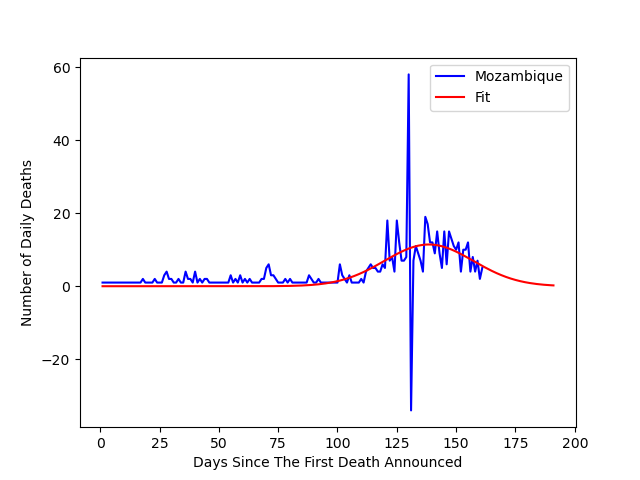 Mozambique
Fit
60
40
20
0
−20
Number of Daily Deaths
0 25 50 75 100 125 150 175 200
Days Since The First Death Announced